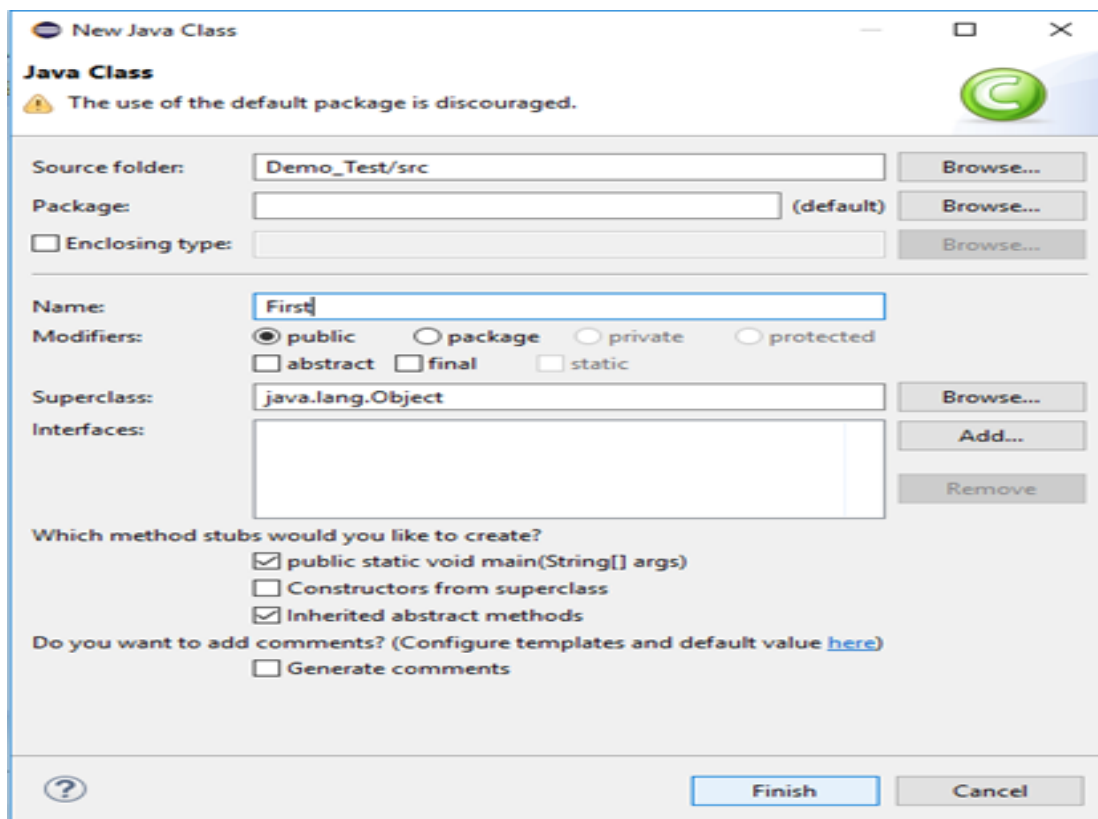 New Java Class
Java Class
The use of the default package is discouraged.
Source folder: Demo_Test/src Browse...
Package: (default) Browse...
Enclosing type: Browse...
Name: First
Modifiers: public package private protected
abstract final static
Superclass: java.lang.Object Browse...
Interfaces: Add...
Remove
Which method stubs would you like to create?
public static void main(String[] args)
Constructors from superclass
Inherited abstract methods
Do you want to add comments? (Configure templates and default value here)
Generate comments
? Finish Cancel